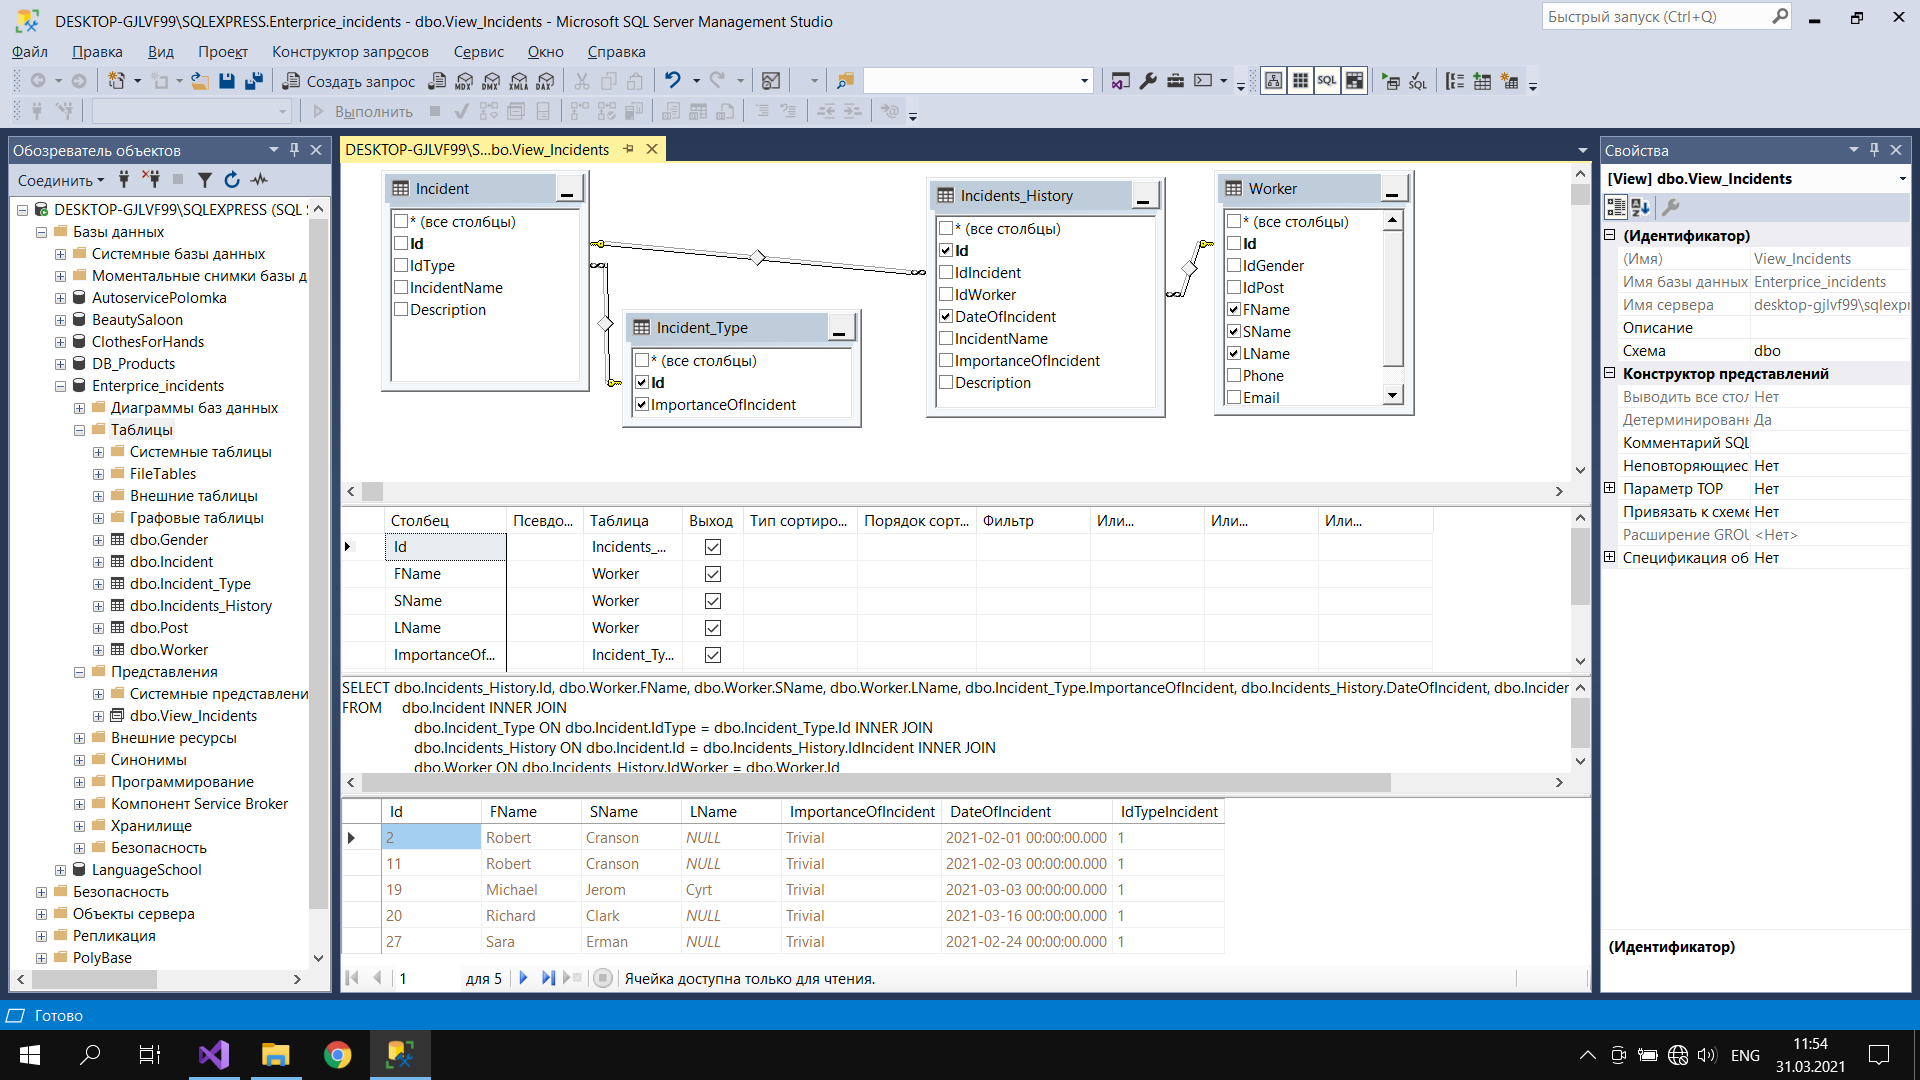 DESKTOP-GJLVF99\SQLEXPRESS.Enterprice_incidents - dbo.View_Incidents - Microsoft SQL Server Management Studio
Быстрый запуск (Ctrl+Q)
Файл Правка Вид Проект Конструктор запросов Сервис Окно Справка
Создать запрос MDX DMX XMLA DAX SQL SQL
Выполнить
Обозреватель объектов
Соединить
DESKTOP-GJLVF99\SQLEXPRESS (SQL S
Базы данных
Системные базы данных
Моментальные снимки базы д
AutoservicePolomka
BeautySaloon
ClothesForHands
DB_Products
Enterprice_incidents
Диаграммы баз данных
Таблицы
Системные таблицы
FileTables
Внешние таблицы
Графовые таблицы
dbo.Gender
dbo.Incident
dbo.Incident_Type
dbo.Incidents_History
dbo.Post
dbo.Worker
Представления
Системные представлени
dbo.View_Incidents
Внешние ресурсы
Синонимы
Программирование
Компонент Service Broker
Хранилище
Безопасность
LanguageSchool
Безопасность
Объекты сервера
Репликация
PolyBase
DESKTOP-GJLVF99\S...bo.View_Incidents
Incident
* (все столбцы)
Id
IdType
IncidentName
Description
Incident_Type
* (все столбцы)
Id
ImportanceOfIncident
Incidents_History
* (все столбцы)
Id
IdIncident
IdWorker
DateOfIncident
IncidentName
ImportanceOfIncident
Description
Worker
* (все столбцы)
Id
IdGender
IdPost
FName
SName
LName
Phone
Email
Столбец Псевдо... Таблица Выход Тип сортиро... Порядок сорт... Фильтр Или... Или... Или...
Id Incidents_...
FName Worker
SName Worker
LName Worker
ImportanceOf... Incident_Ty...
SELECT dbo.Incidents_History.Id, dbo.Worker.FName, dbo.Worker.SName, dbo.Worker.LName, dbo.Incident_Type.ImportanceOfIncident, dbo.Incidents_History.DateOfIncident, dbo.Incider
FROM dbo.Incident INNER JOIN
dbo.Incident_Type ON dbo.Incident.IdType = dbo.Incident_Type.Id INNER JOIN
dbo.Incidents_History ON dbo.Incident.Id = dbo.Incidents_History.IdIncident INNER JOIN
dbo.Worker ON dbo.Incidents_History.IdWorker = dbo.Worker.Id
Id FName SName LName ImportanceOfIncident DateOfIncident IdTypeIncident
2 Robert Cranson NULL Trivial 2021-02-01 00:00:00.000 1
11 Robert Cranson NULL Trivial 2021-02-03 00:00:00.000 1
19 Michael Jerom Cyrt Trivial 2021-03-03 00:00:00.000 1
20 Richard Clark NULL Trivial 2021-03-16 00:00:00.000 1
27 Sara Erman NULL Trivial 2021-02-24 00:00:00.000 1
1 для 5 Ячейка доступна только для чтения.
Свойства
[View] dbo.View_Incidents
(Идентификатор)
(Имя) View_Incidents
Имя базы данных Enterprice_incidents
Имя сервера desktop-gjlvf99\sqlexpr
Описание
Схема dbo
Конструктор представлений
Выводить все стол Нет
Детерминирован Да
Комментарий SQL
Неповторяющиес Нет
Параметр TOP Нет
Привязать к схеме Нет
Расширение GROU <Нет>
Спецификация об Нет
(Идентификатор)
Готово
ENG
11:54
31.03.2021